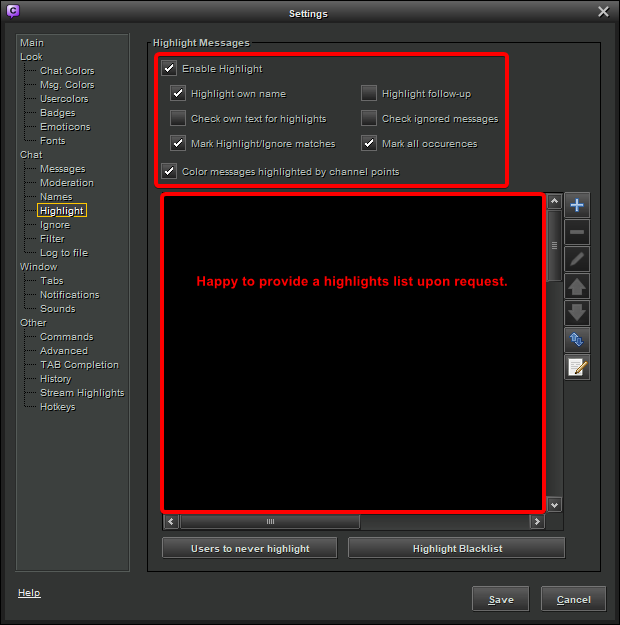 Settings
Main
Look
Chat Colors
Msg. Colors
Usercolors
Badges
Emoticons
Fonts
Chat
Messages
Moderation
Names
Highlight
Ignore
Filter
Log to file
Window
Tabs
Notifications
Sounds
Other
Commands
Advanced
TAB Completion
History
Stream Highlights
Hotkeys
Highlight Messages
Enable Highlight
Highlight own name
Highlight follow-up
Check own text for highlights
Check ignored messages
Mark Highlight/Ignore matches
Mark all occurences
Color messages highlighted by channel points
Happy to provide a highlights list upon request.
Users to never highlight
Highlight Blacklist
Help
Save
Cancel